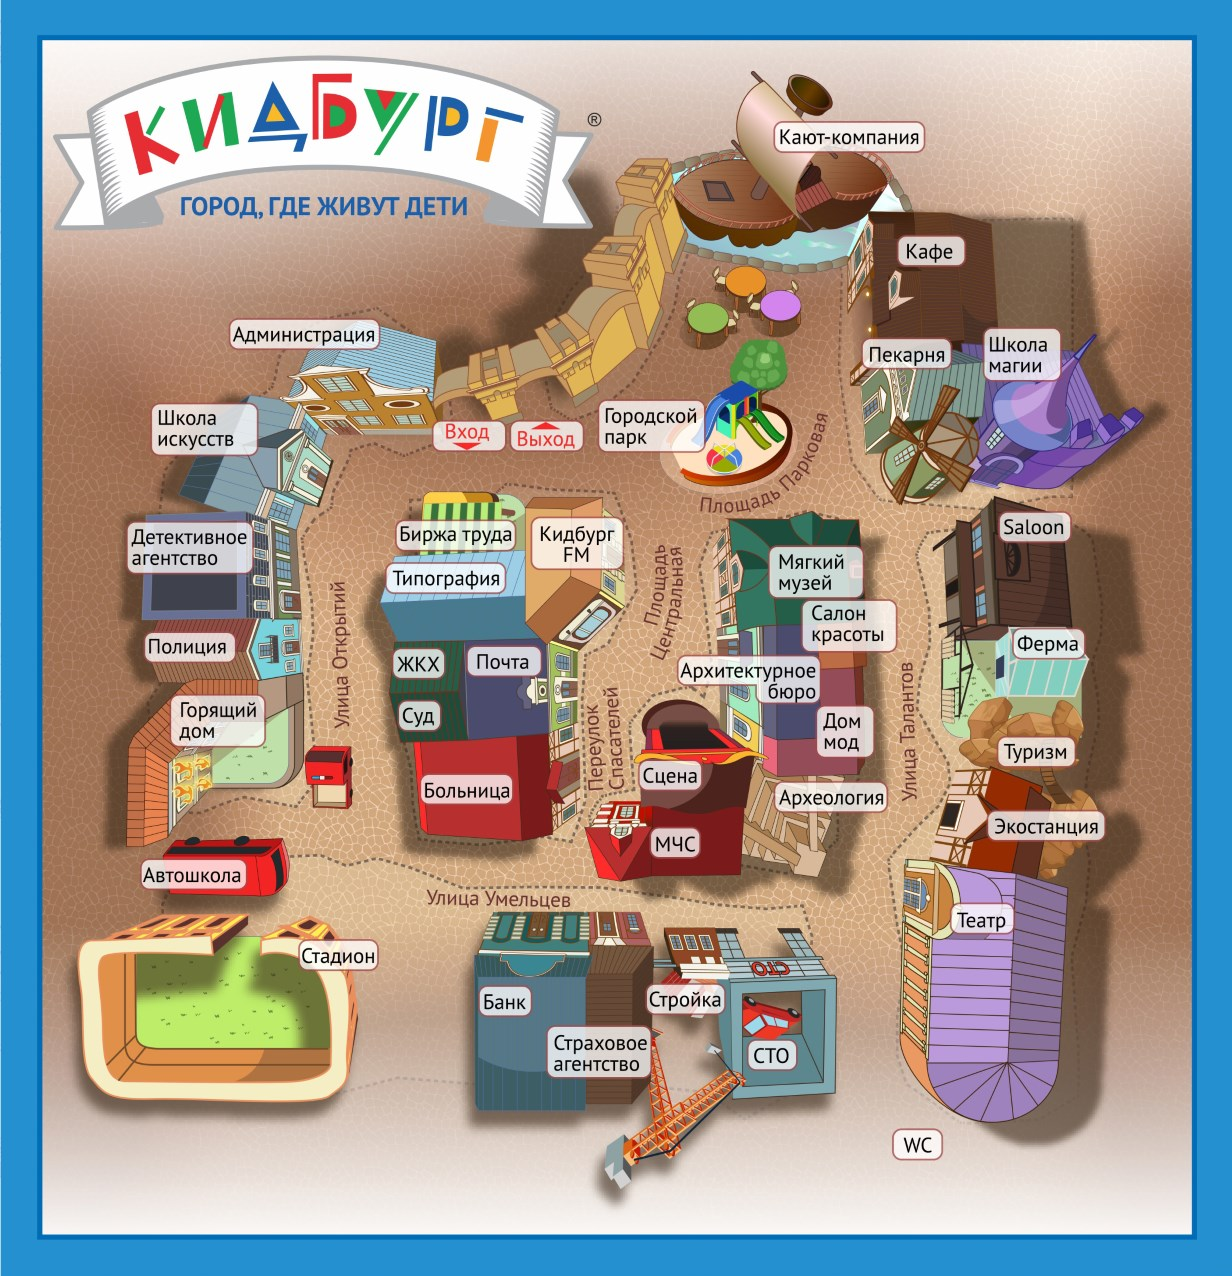 КИДБУРГ
®
ГОРОД, ГДЕ ЖИВУТ ДЕТИ
Кают-компания
Кафе
Администрация
Пекарня
Школа
магии
Школа
искусств
Вход
Выход
Городской
парк
Площадь Парковая
Детективное
агентство
Биржа труда
Кидбург
FM
Типография
Площадь
Центральная
Мягкий
музей
Saloon
Салон
красоты
Полиция
Улица Открытий
ЖКХ
Почта
Архитектурное
бюро
Ферма
Горящий
дом
Суд
Переулок
Спасателей
Дом
мод
Улица Талантов
Туризм
Больница
Сцена
Археология
Экостанция
МЧС
Автошкола
Улица Умельцев
Театр
Стадион
СТО
Банк
Стройка
Страховое
агентство
СТО
WC